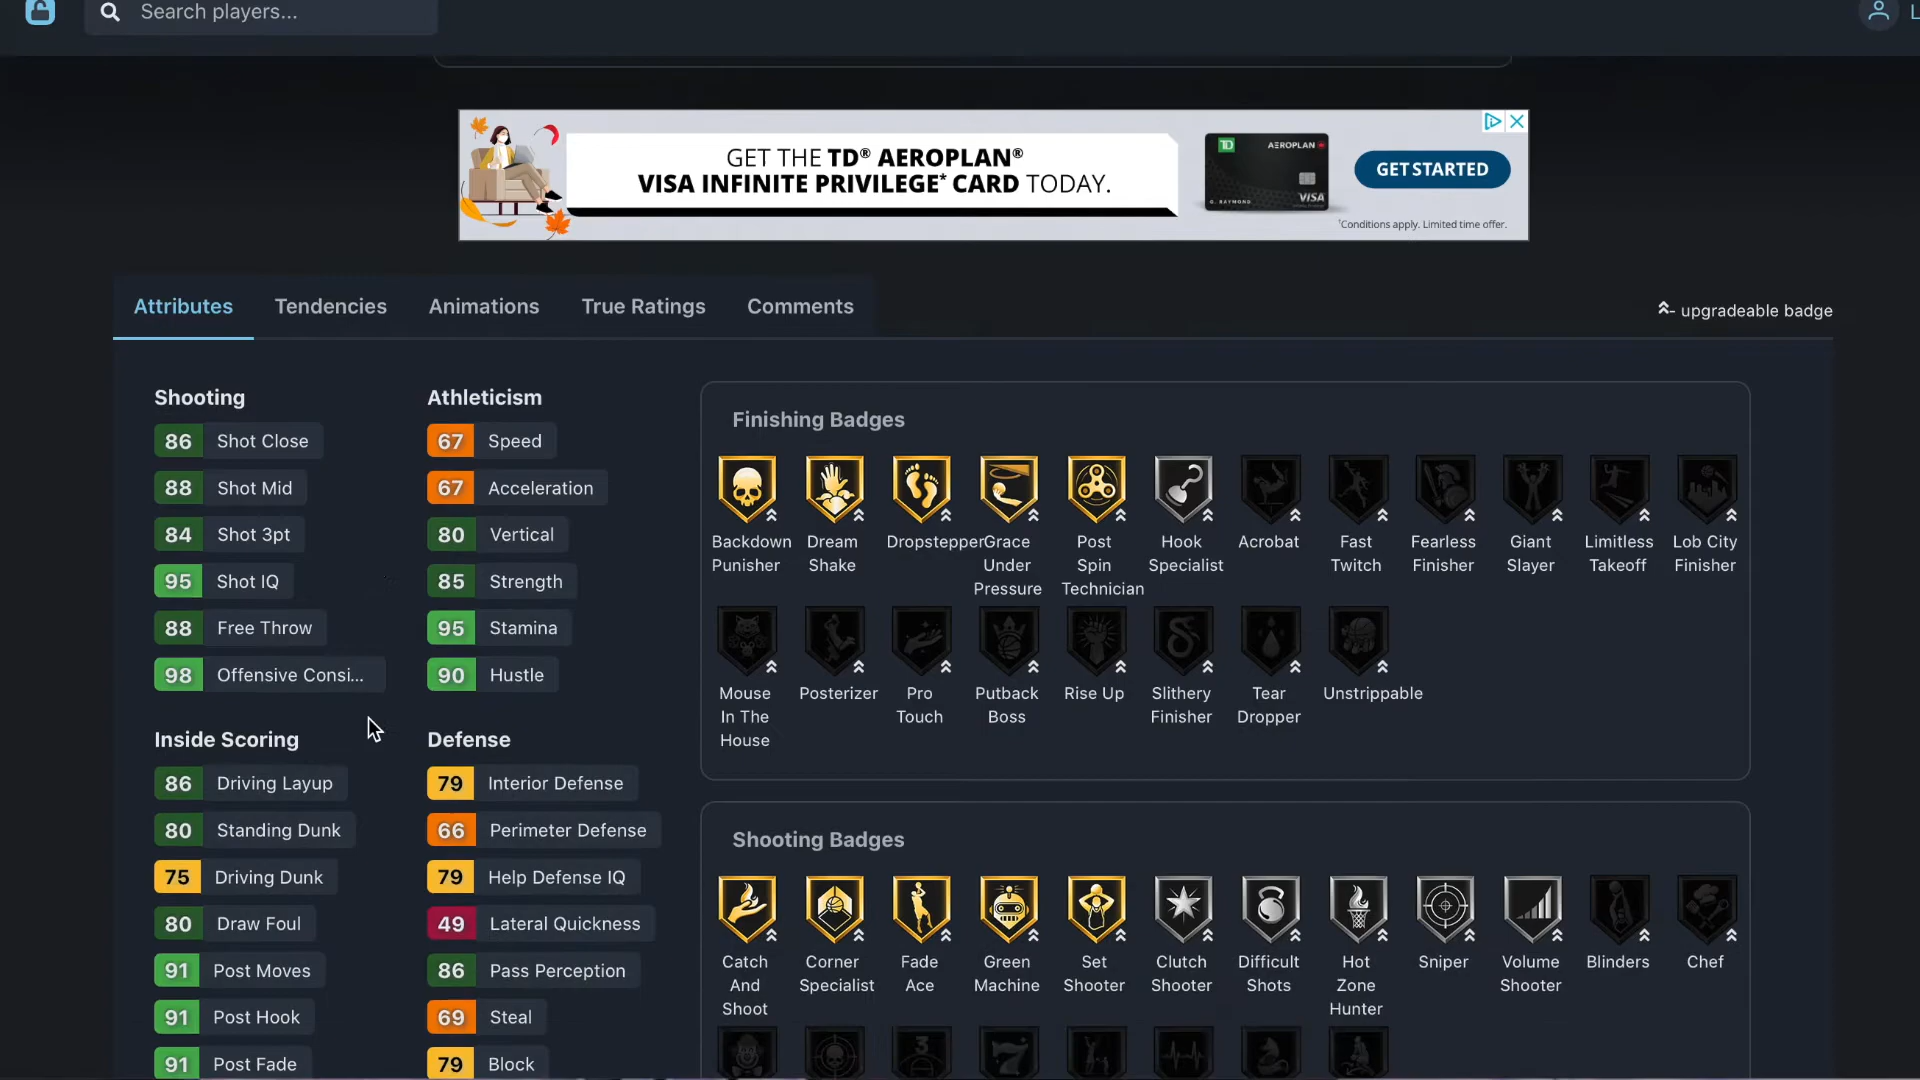 Search players...
L
GET THE TD® AEROPLAN®
VISA INFINITE PRIVILEGE* CARD TODAY.
TD AEROPLAN
G. RAYMOND VISA
GET STARTED
†Conditions apply. Limited time offer.
Attributes Tendencies Animations True Ratings Comments
- upgradeable badge
Shooting
86 Shot Close
88 Shot Mid
84 Shot 3pt
95 Shot IQ
88 Free Throw
98 Offensive Consi...
Inside Scoring
86 Driving Layup
80 Standing Dunk
75 Driving Dunk
80 Draw Foul
91 Post Moves
91 Post Hook
91 Post Fade
Athleticism
67 Speed
67 Acceleration
80 Vertical
85 Strength
95 Stamina
90 Hustle
Defense
79 Interior Defense
66 Perimeter Defense
79 Help Defense IQ
49 Lateral Quickness
86 Pass Perception
69 Steal
79 Block
Finishing Badges
Backdown
Punisher
Dream
Shake
Dropstepper
Grace
Under
Pressure
Post
Spin
Technician
Hook
Specialist
Acrobat
Fast
Twitch
Fearless
Finisher
Giant
Slayer
Limitless
Takeoff
Lob City
Finisher
Mouse
In The
House
Posterizer
Pro
Touch
Putback
Boss
Rise Up
Slithery
Finisher
Tear
Dropper
Unstrippable
Shooting Badges
Catch
And
Shoot
Corner
Specialist
Fade
Ace
Green
Machine
Set
Shooter
Clutch
Shooter
Difficult
Shots
Hot
Zone
Hunter
Sniper
Volume
Shooter
Blinders
Chef